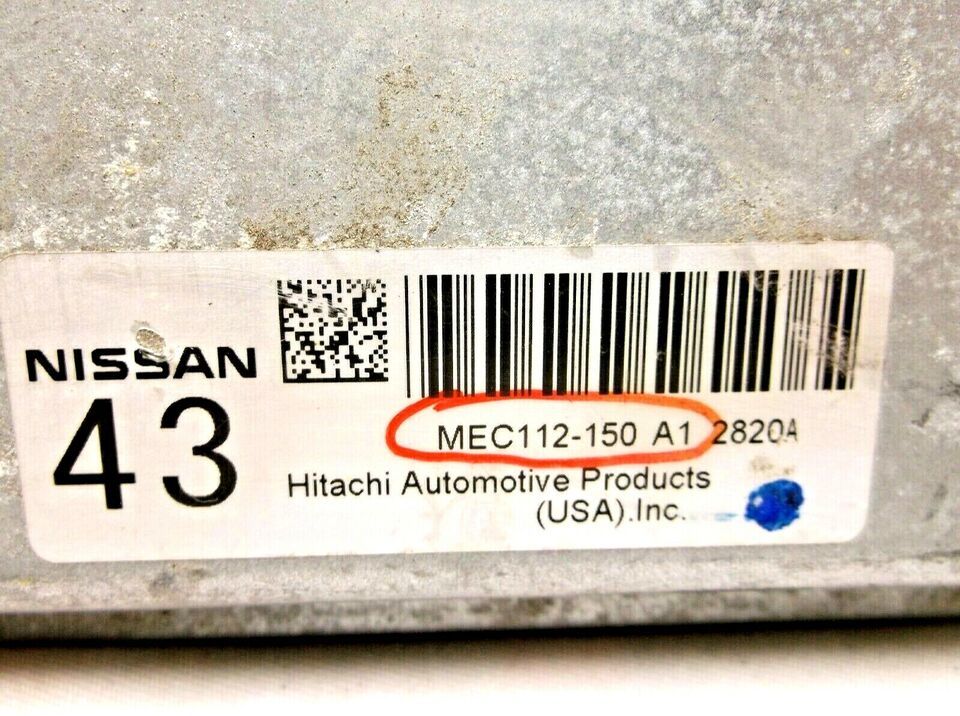 NISSAN
43
MEC112-150 A1 2820A
Hitachi Automotive Products
(USA).Inc.